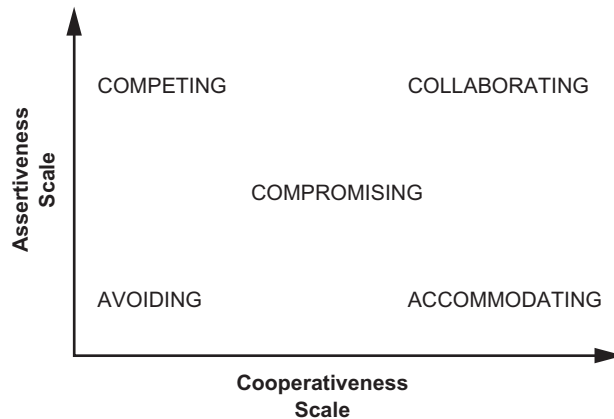 COMPETING
COLLABORATING
Assertiveness
Scale
COMPROMISING
AVOIDING
ACCOMMODATING
Cooperativeness
Scale